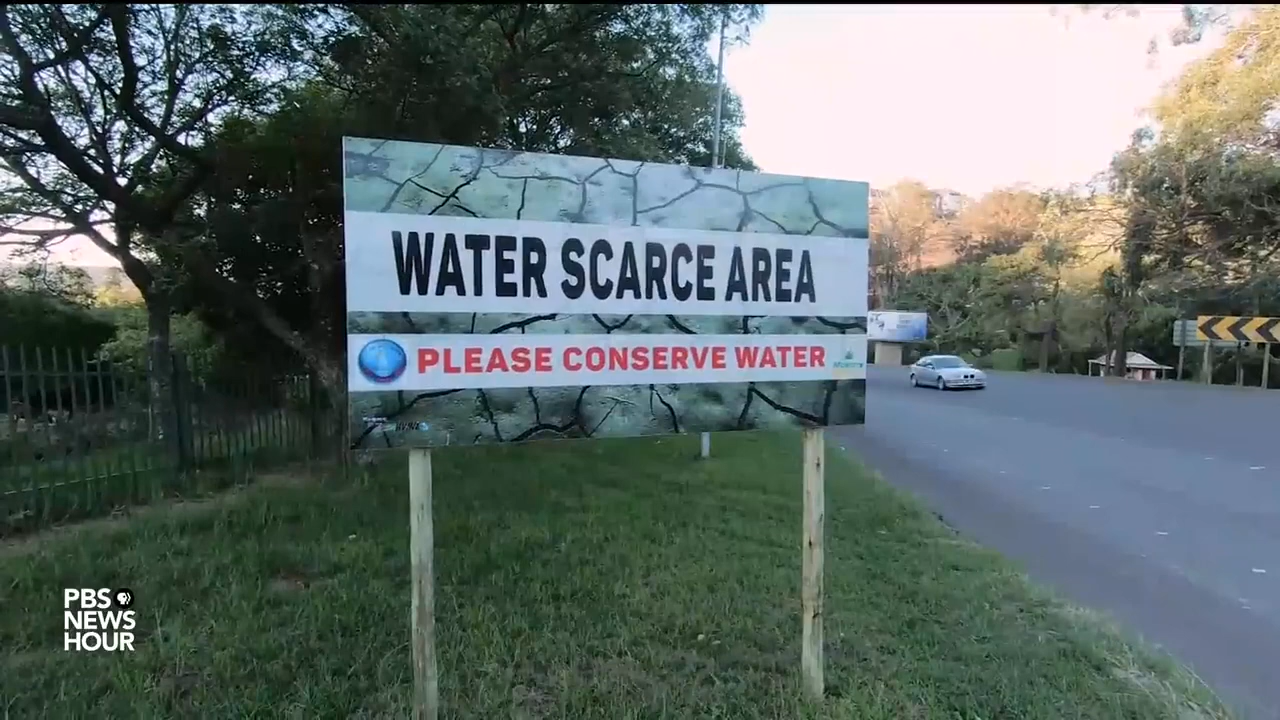 WATER SCARCE AREA
PLEASE CONSERVE WATER
PBS
NEWS
HOUR